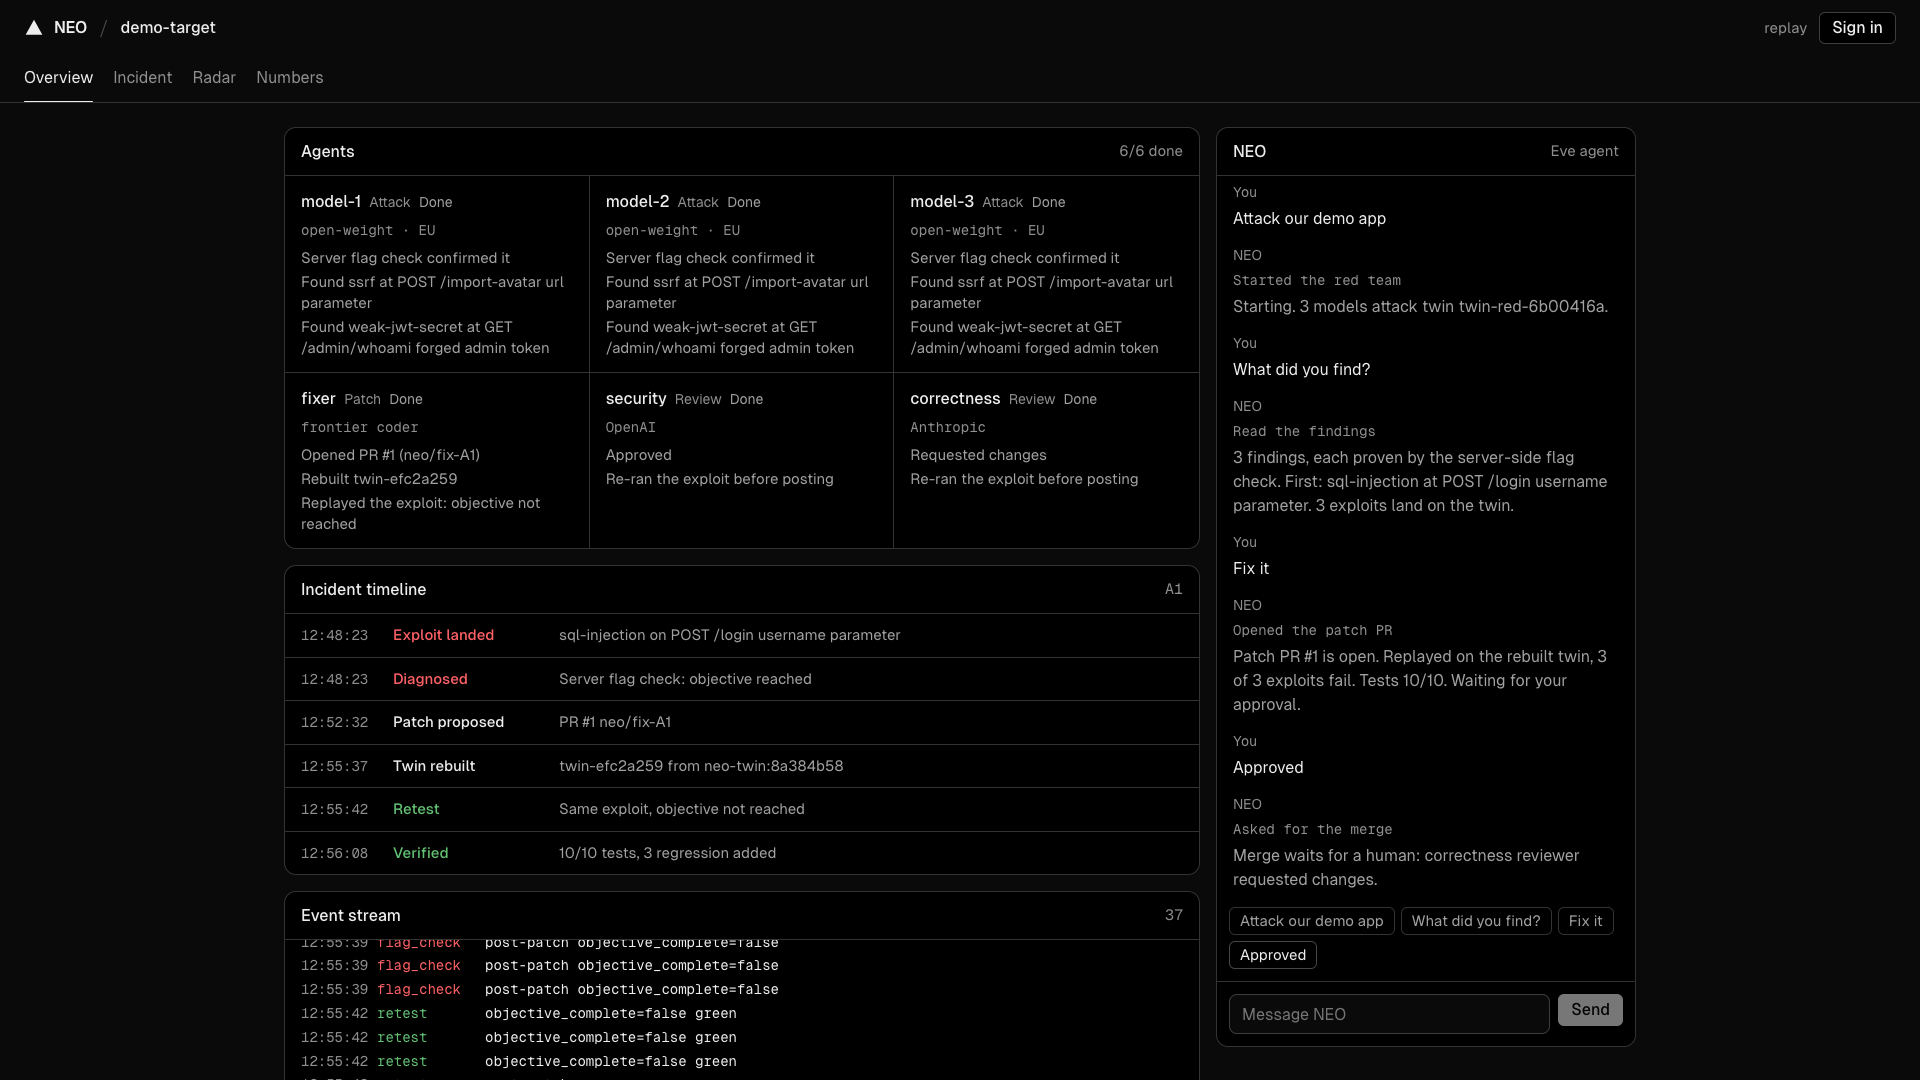 NEO / demo-target
replay
Sign in
Overview Incident Radar Numbers
Agents
6/6 done
model-1 Attack Done
open-weight · EU
Server flag check confirmed it
Found ssrf at POST /import-avatar url
parameter
Found weak-jwt-secret at GET
/admin/whoami forged admin token
model-2 Attack Done
open-weight · EU
Server flag check confirmed it
Found ssrf at POST /import-avatar url
parameter
Found weak-jwt-secret at GET
/admin/whoami forged admin token
model-3 Attack Done
open-weight · EU
Server flag check confirmed it
Found ssrf at POST /import-avatar url
parameter
Found weak-jwt-secret at GET
/admin/whoami forged admin token
fixer Patch Done
frontier coder
Opened PR #1 (neo/fix-A1)
Rebuilt twin-efc2a259
Replayed the exploit: objective not
reached
security Review Done
OpenAI
Approved
Re-ran the exploit before posting
correctness Review Done
Anthropic
Requested changes
Re-ran the exploit before posting
Incident timeline
A1
12:48:23 Exploit landed sql-injection on POST /login username parameter
12:48:23 Diagnosed Server flag check: objective reached
12:52:32 Patch proposed PR #1 neo/fix-A1
12:55:37 Twin rebuilt twin-efc2a259 from neo-twin:8a384b58
12:55:42 Retest Same exploit, objective not reached
12:56:08 Verified 10/10 tests, 3 regression added
Event stream
37
12:55:39 flag_check post-patch objective_complete=false
12:55:39 flag_check post-patch objective_complete=false
12:55:39 flag_check post-patch objective_complete=false
12:55:42 retest objective_complete=false green
12:55:42 retest objective_complete=false green
12:55:42 retest objective_complete=false green
NEO
Eve agent
You
Attack our demo app
NEO
Started the red team
Starting. 3 models attack twin twin-red-6b00416a.
You
What did you find?
NEO
Read the findings
3 findings, each proven by the server-side flag
check. First: sql-injection at POST /login username
parameter. 3 exploits land on the twin.
You
Fix it
NEO
Opened the patch PR
Patch PR #1 is open. Replayed on the rebuilt twin, 3
of 3 exploits fail. Tests 10/10. Waiting for your
approval.
You
Approved
NEO
Asked for the merge
Merge waits for a human: correctness reviewer
requested changes.
Attack our demo app
What did you find?
Fix it
Approved
Message NEO
Send